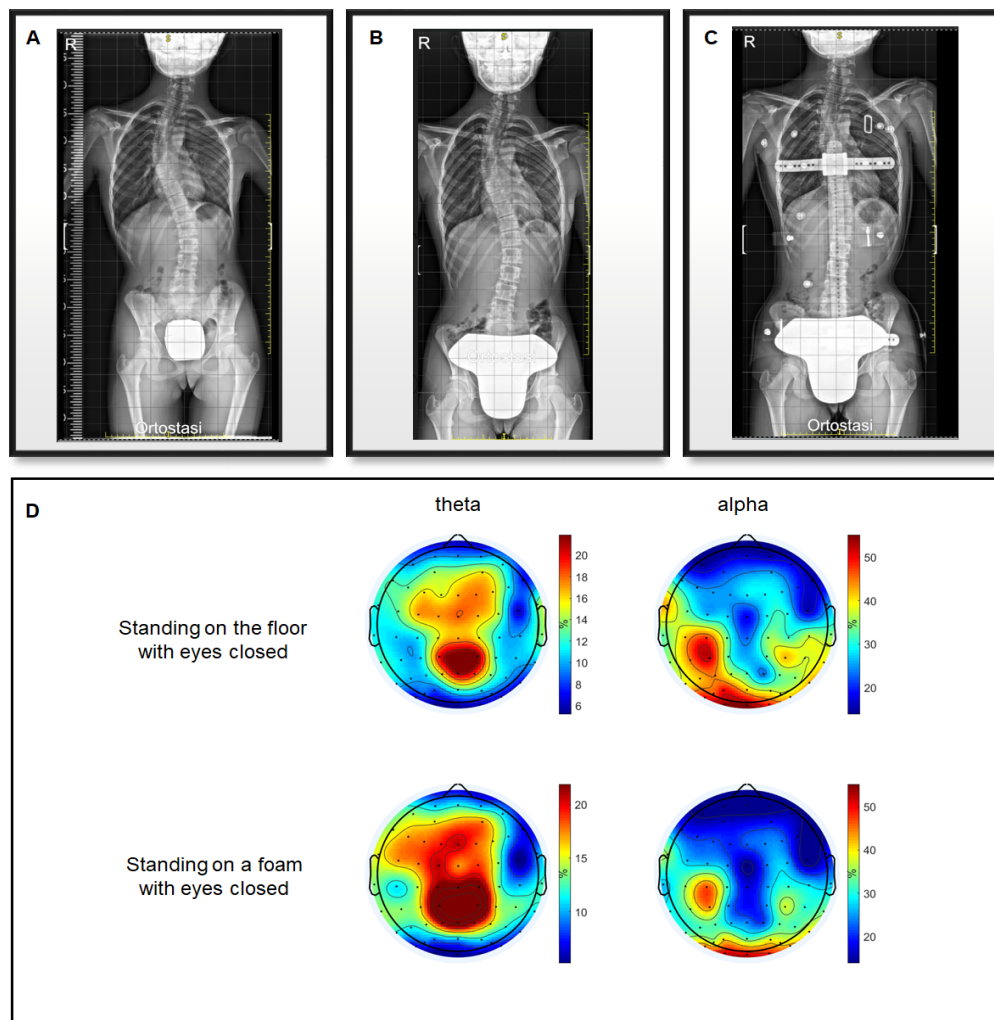 A
R
S
Ortostasi
B
R
S
Ortostasi
C
R
S
Ortostasi
D
theta
alpha
Standing on the floor
with eyes closed
20
18
16
14
12
10
8
6
%
50
40
30
20
%
Standing on a foam
with eyes closed
20
15
10
%
50
40
30
20
%